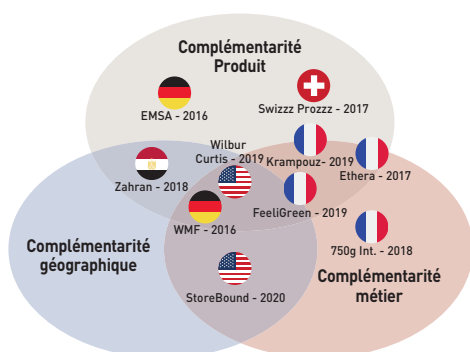 Complémentarité
Produit
EMSA - 2016
Swizzz Prozzz - 2017
Wilbur
Curtis - 2019
Krampouz- 2019
Ethera - 2017
Zahran - 2018
WMF - 2016
FeeliGreen - 2019
750g Int. - 2018
Complémentarité
géographique
Complémentarité
métier
StoreBound - 2020